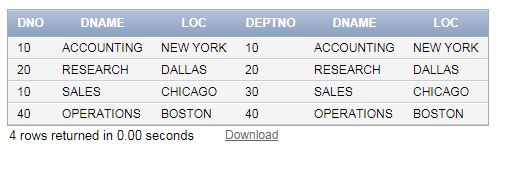 DNO DNAME LOC DEPTNO DNAME LOC
10 ACCOUNTING NEW YORK 10 ACCOUNTING NEW YORK
20 RESEARCH DALLAS 20 RESEARCH DALLAS
10 SALES CHICAGO 30 SALES CHICAGO
40 OPERATIONS BOSTON 40 OPERATIONS BOSTON
4 rows returned in 0.00 seconds Download